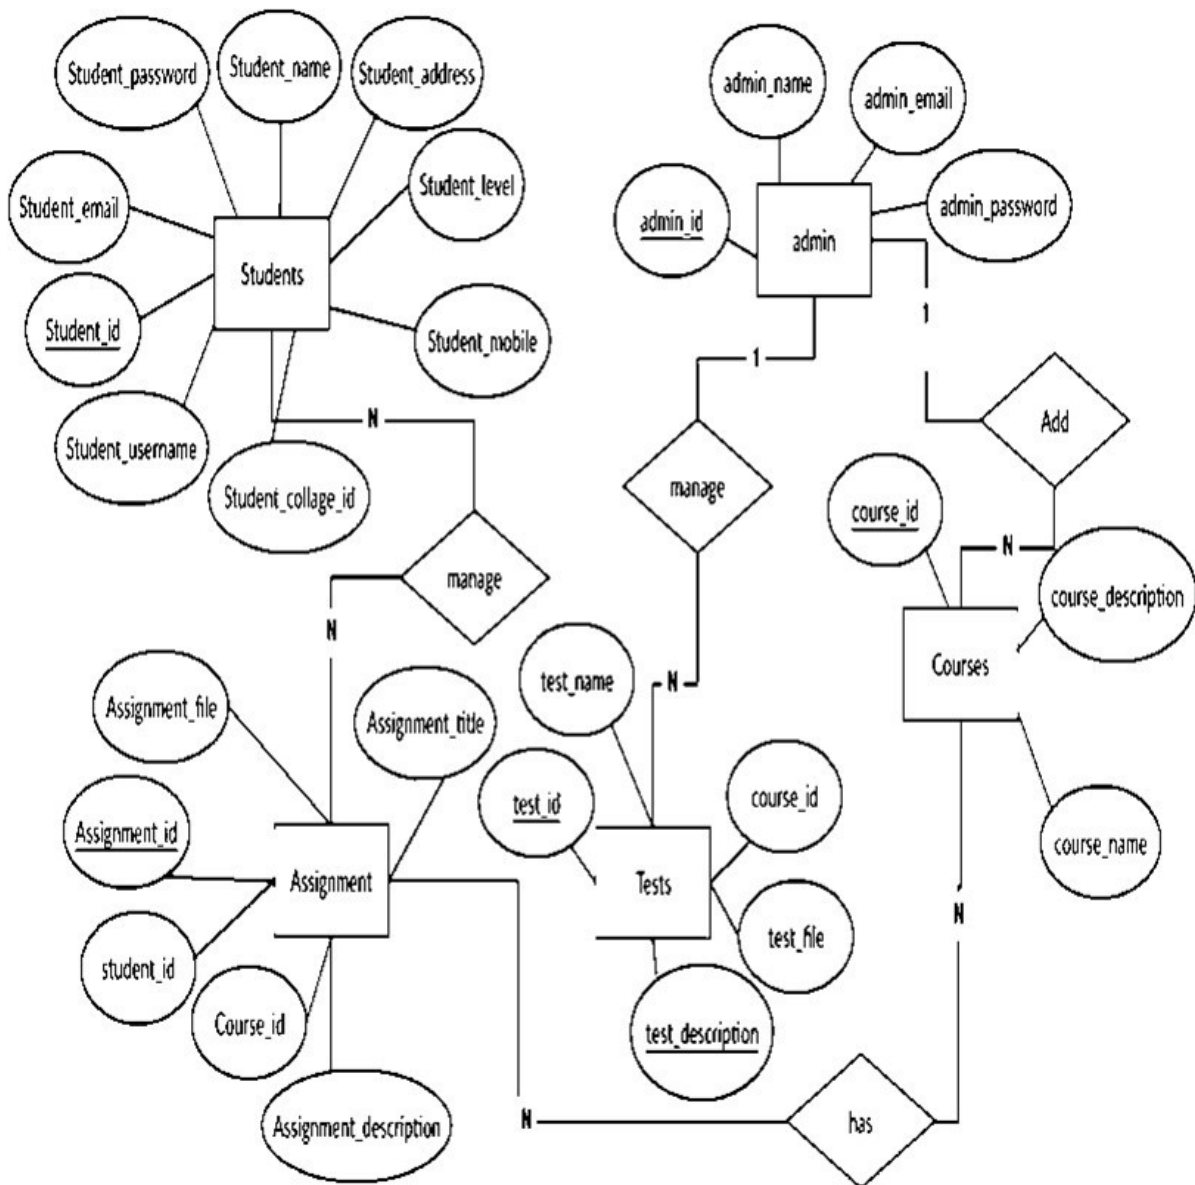 Student_password
Student_name
Student_address
Student_email
Student_level
Students
Student_id
Student_mobile
Student_username
Student_collage_id
N
manage
N
admin_name
admin_email
admin_id
admin_password
admin
1
1
Add
manage
course_id
N
course_description
Courses
N
course_name
N
test_name
test_id
course_id
Tests
test_file
test_description
Assignment_file
Assignment_title
Assignment_id
Assignment
student_id
Course_id
Assignment_description
N
has